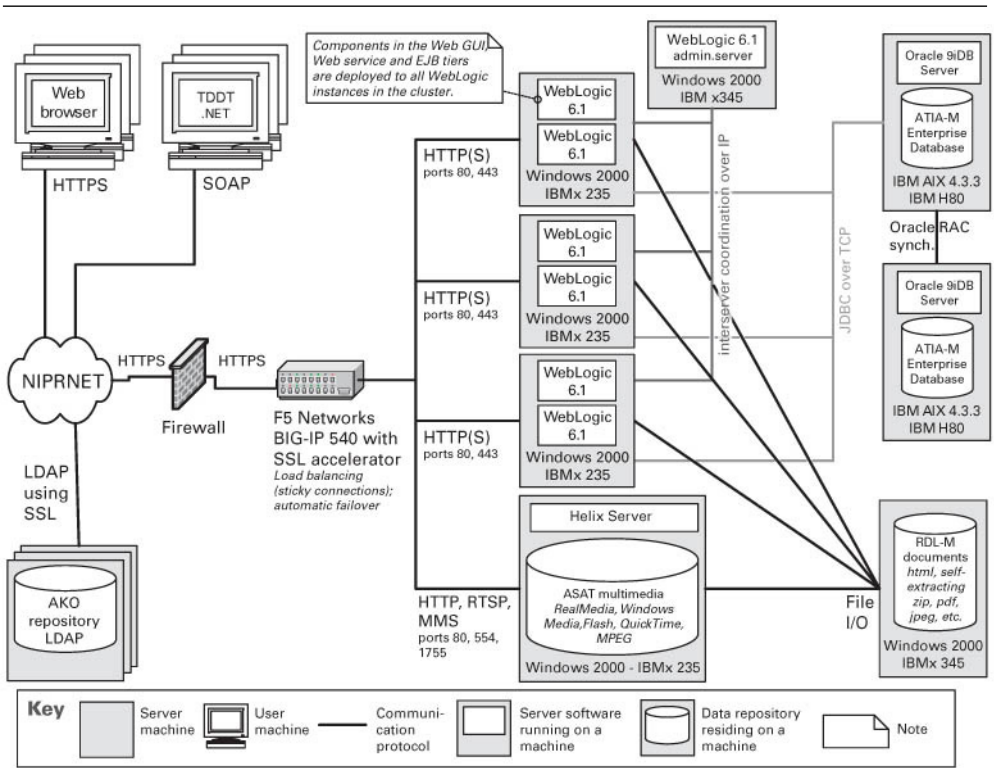 Web
browser
TDDT
.NET
HTTPS
SOAP
Components in the Web GUI,
Web service and EJB tiers
are deployed to all WebLogic
instances in the cluster.
WebLogic
6.1
WebLogic
6.1
Windows 2000
IBMx 235
WebLogic 6.1
admin.server
Windows 2000
IBM x345
Oracle 9iDB
Server
ATIA-M
Enterprise
Database
IBM AIX 4.3.3
IBM H80
Oracle RAC
synch.
Oracle 9iDB
Server
ATIA-M
Enterprise
Database
IBM AIX 4.3.3
IBM H80
HTTP(S)
ports 80, 443
WebLogic
6.1
WebLogic
6.1
Windows 2000
IBMx 235
HTTP(S)
ports 80, 443
interserver coordination over IP
JDBC over TCP
NIPRNET
HTTPS
HTTPS
Firewall
F5 Networks
BIG-IP 540 with
SSL accelerator
Load balancing
(sticky connections);
automatic failover
WebLogic
6.1
WebLogic
6.1
Windows 2000
IBMx 235
HTTP(S)
ports 80, 443
LDAP
using
SSL
AKO
repository
LDAP
Helix Server
ASAT multimedia
RealMedia, Windows
Media,Flash, QuickTime,
MPEG
Windows 2000 - IBMx 235
HTTP, RTSP,
MMS
ports 80, 554,
1755
File
I/O
RDL-M
documents
html, self-
extracting
zip, pdf,
jpeg, etc.
Windows 2000
IBMx 345
Key
Server
machine
User
machine
Communi-
cation
protocol
Server software
running on a
machine
Data repository
residing on a
machine
Note